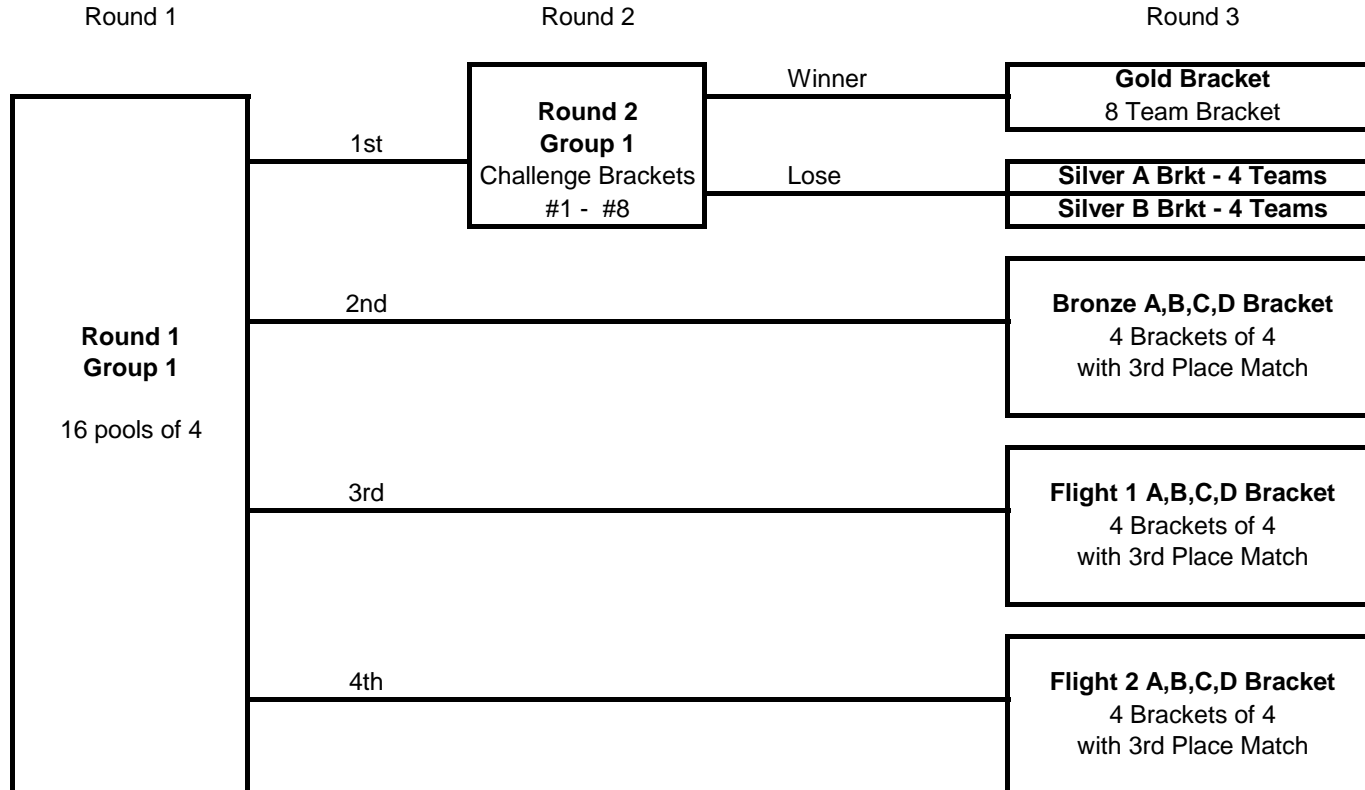 Round 1
Round 2
Round 3
Winner
Gold Bracket
8 Team Bracket
Round 2
Group 1
Challenge Brackets
#1 - #8
1st
Lose
Silver A Brkt - 4 Teams
Silver B Brkt - 4 Teams
2nd
Bronze A,B,C,D Bracket
4 Brackets of 4
with 3rd Place Match
Round 1
Group 1
16 pools of 4
3rd
Flight 1 A,B,C,D Bracket
4 Brackets of 4
with 3rd Place Match
4th
Flight 2 A,B,C,D Bracket
4 Brackets of 4
with 3rd Place Match